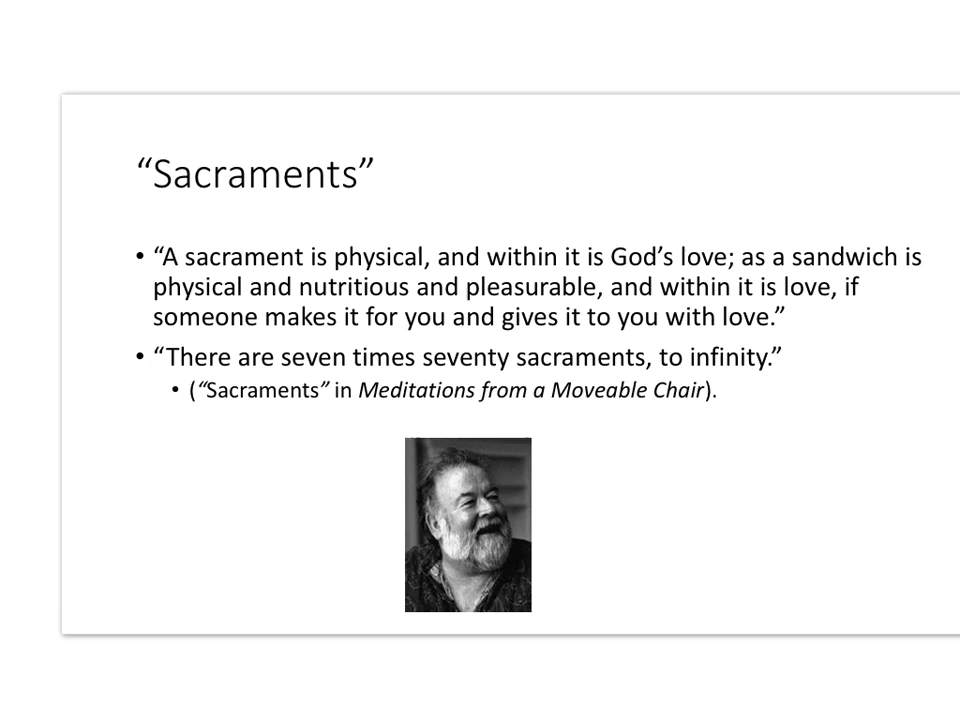 “Sacraments”
• “A sacrament is physical, and within it is God’s love; as a sandwich is
physical and nutritious and pleasurable, and within it is love, if
someone makes it for you and gives it to you with love.”
• “There are seven times seventy sacraments, to infinity.”
• (“Sacraments” in Meditations from a Moveable Chair).